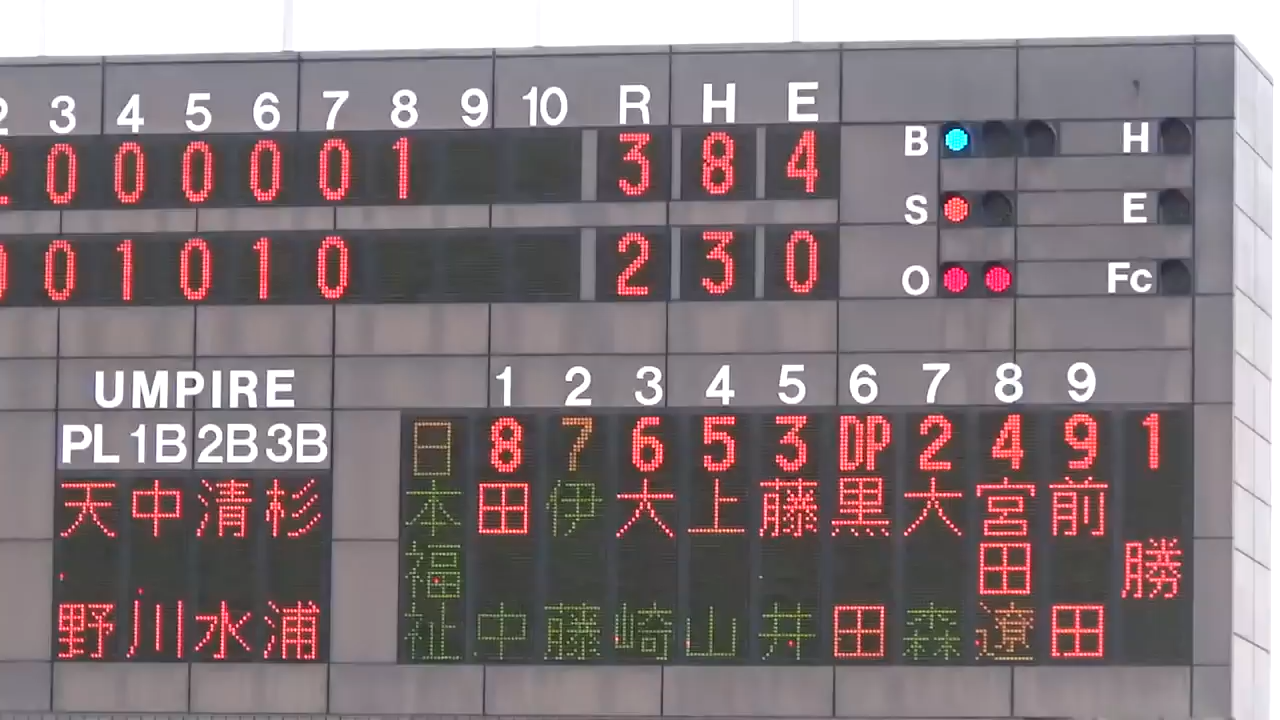 2 3 4 5 6 7 8 9 10 R H E
2 0 0 0 0 0 1 3 8 4
0 0 1 0 1 0 2 3 0
B H
S E
O Fc
UMPIRE
PL 1B 2B 3B
天野 中川 清水 杉浦
1 2 3 4 5 6 7 8 9
8 7 6 5 3 DP 2 4 9 1
日本福祉 田中 伊藤 大崎 上山 藤井 黒田 大森 宮田遼 前田 勝